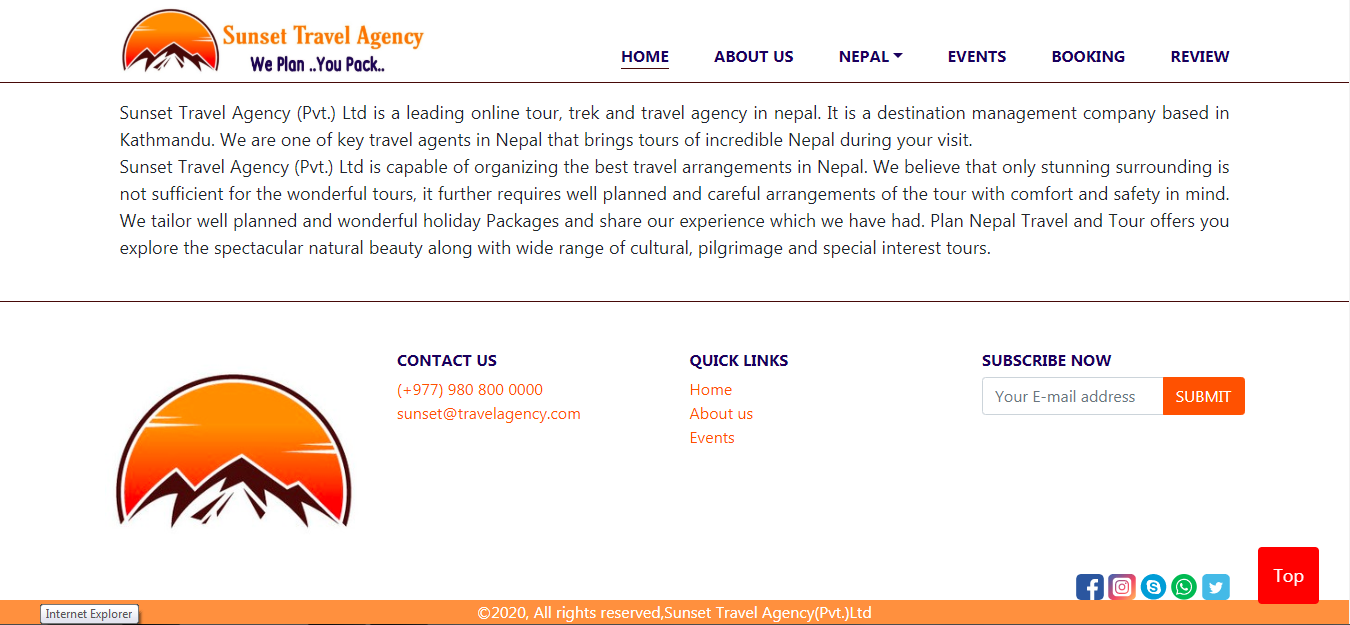 Sunset Travel Agency
We Plan ..You Pack..
HOME ABOUT US NEPAL EVENTS BOOKING REVIEW
Sunset Travel Agency (Pvt.) Ltd is a leading online tour, trek and travel agency in nepal. It is a destination management company based in
Kathmandu. We are one of key travel agents in Nepal that brings tours of incredible Nepal during your visit.
Sunset Travel Agency (Pvt.) Ltd is capable of organizing the best travel arrangements in Nepal. We believe that only stunning surrounding is
not sufficient for the wonderful tours, it further requires well planned and careful arrangements of the tour with comfort and safety in mind.
We tailor well planned and wonderful holiday Packages and share our experience which we have had. Plan Nepal Travel and Tour offers you
explore the spectacular natural beauty along with wide range of cultural, pilgrimage and special interest tours.
CONTACT US
(+977) 980 800 0000
sunset@travelagency.com
QUICK LINKS
Home
About us
Events
SUBSCRIBE NOW
Your E-mail address SUBMIT
Top
Internet Explorer
©2020, All rights reserved,Sunset Travel Agency(Pvt.)Ltd